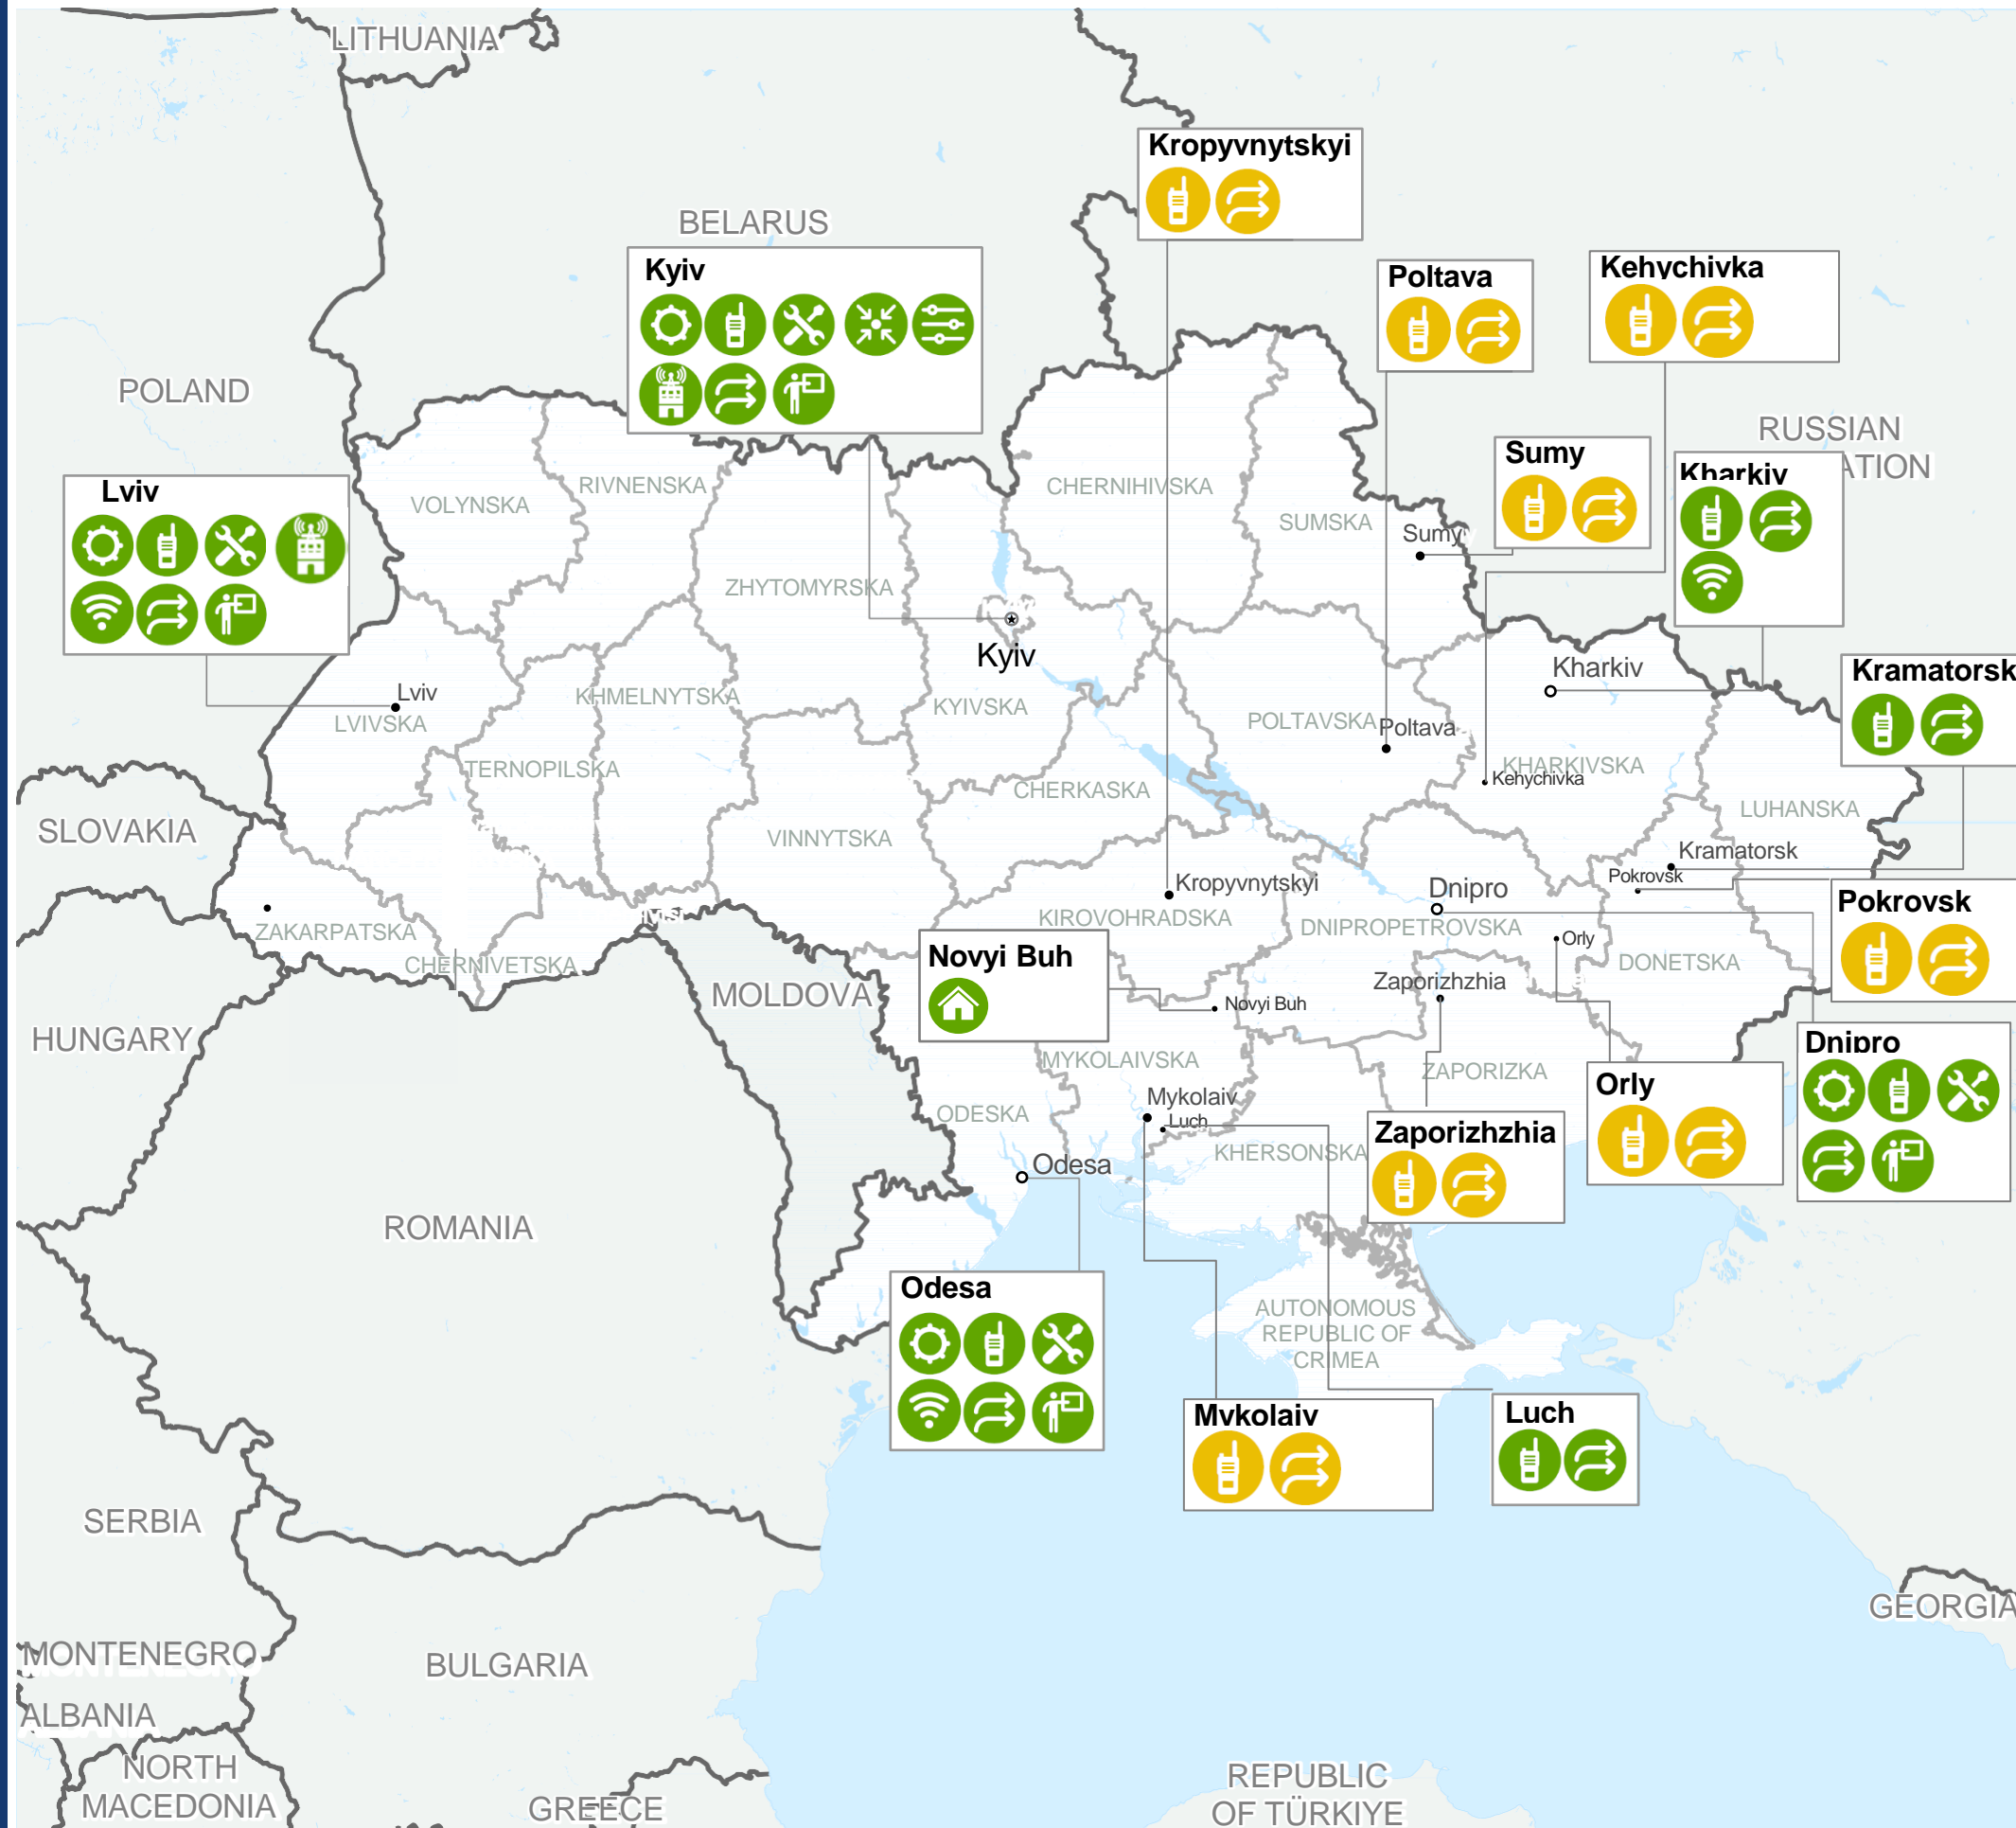 LITHUANIA
Kropyvnytskyi
BELARUS
Kyiv
Poltava
Kehychivka
POLAND
RUSSIAN
ATION
Sumy
Kharkiv
Lviv
RIVNENSKA
VOLYNSKA
CHERNIHIVSKA
SUMSKA
Sumy
ZHYTOMYRSKA
Kyiv
Kharkiv
Kramatorsk
Lviv
LVIVSKA
KHMELNYTSKA
KYIVSKA
POLTAVSKA
Poltava
TERNOPILSKA
KHARKIVSKA
Kehychivka
CHERKASKA
LUHANSKA
SLOVAKIA
VINNYTSKA
Kramatorsk
Pokrovsk
Kropyvnytskyi
Dnipro
KIROVOHRADSKA
DNIPROPETROVSKA
Pokrovsk
ZAKARPATSKA
Orly
CHERNIVETSKA
Novyi Buh
DONETSKA
MOLDOVA
Zaporizhzhia
Novyi Buh
HUNGARY
MYKOLAIVSKA
ZAPORIZKA
Dnipro
Orly
ODESKA
Mykolaiv
Luch
Zaporizhzhia
KHERSONSKA
Odesa
ROMANIA
Odesa
AUTONOMOUS
REPUBLIC OF
CRIMEA
Mykolaiv
Luch
SERBIA
GEORGIA
MONTENEGRO
BULGARIA
ALBANIA
NORTH
MACEDONIA
GREECE
REPUBLIC
OF TÜRKIYE